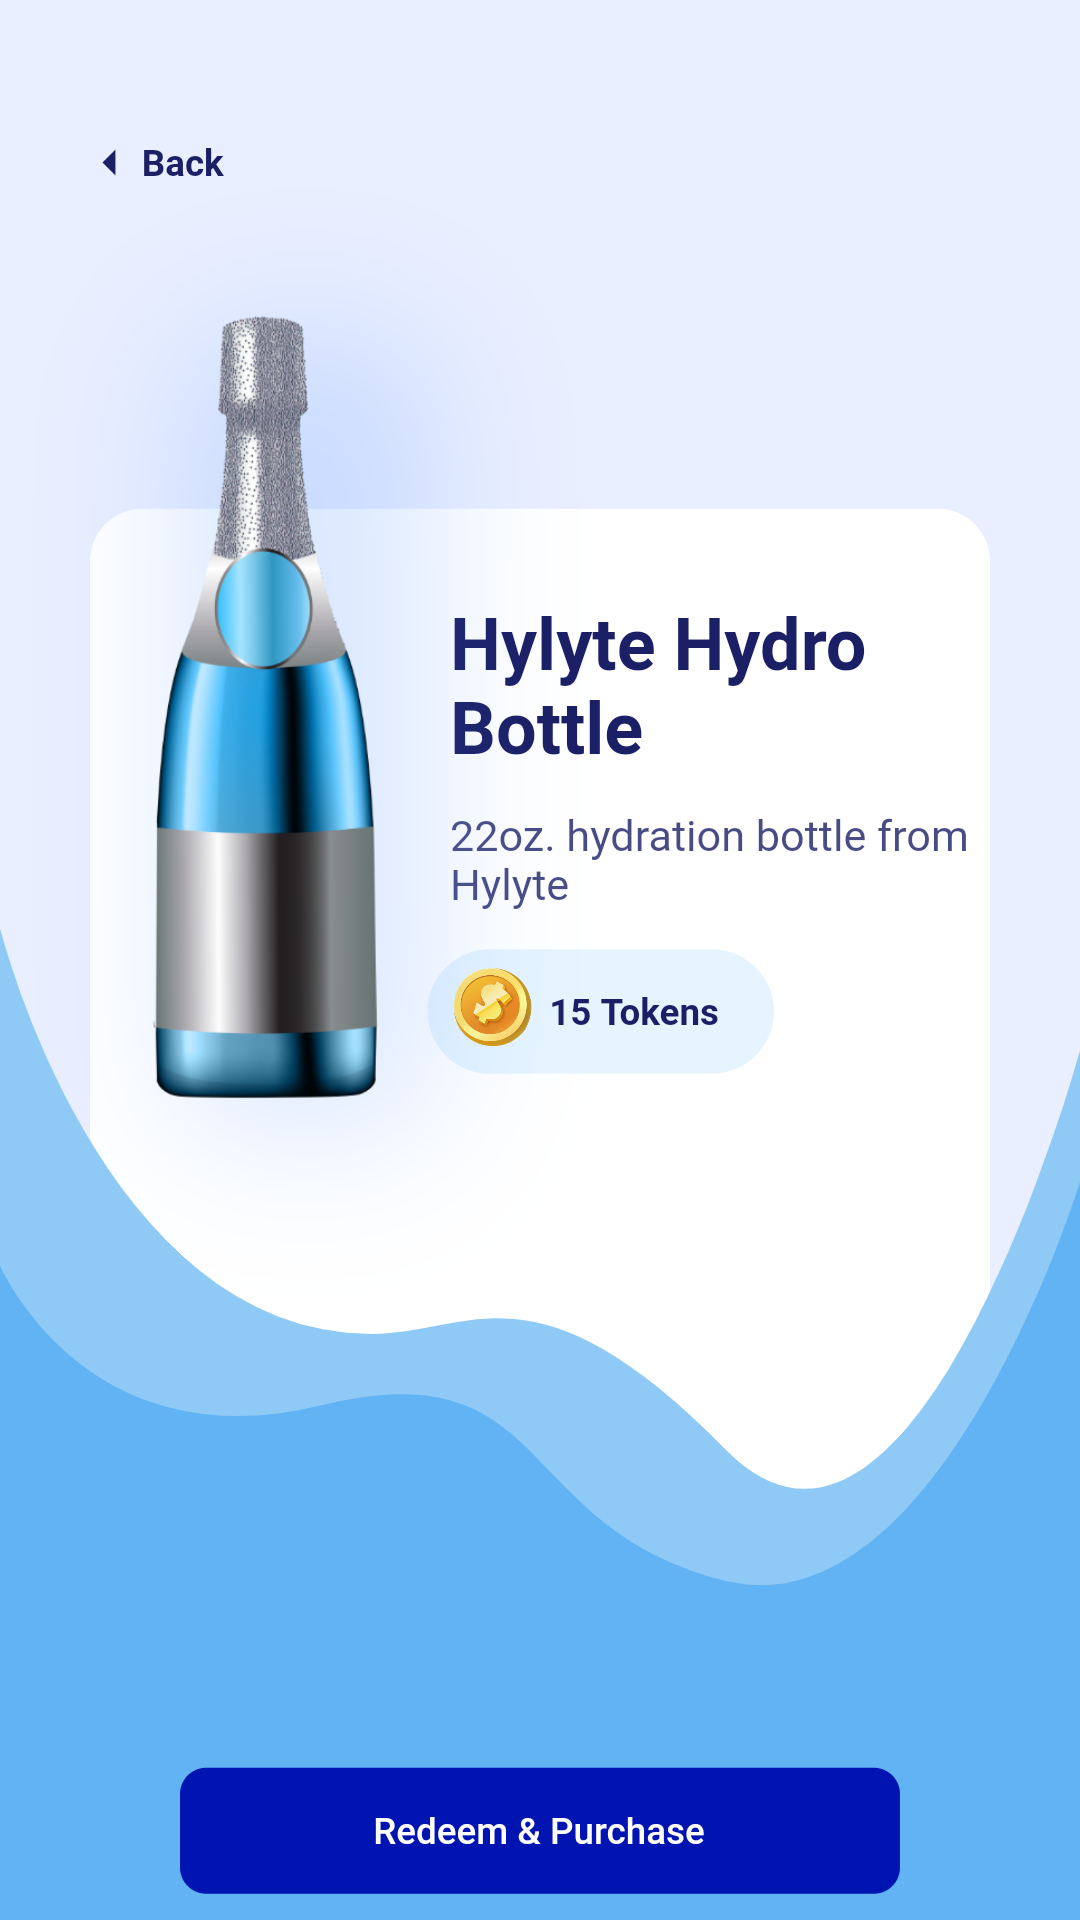 Back
Hylyte Hydro
Bottle
22oz. hydration bottle from
Hylyte
15 Tokens
Redeem & Purchase